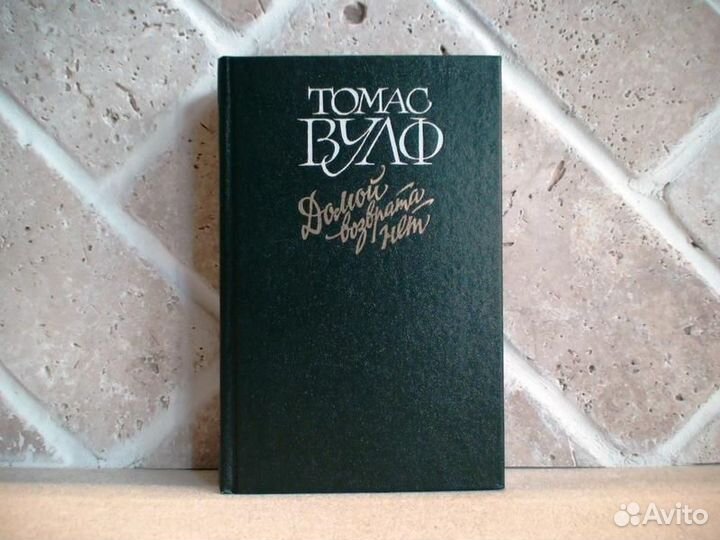 ТОМАС
ВУЛФ
Домой
возврата
нет
Avito